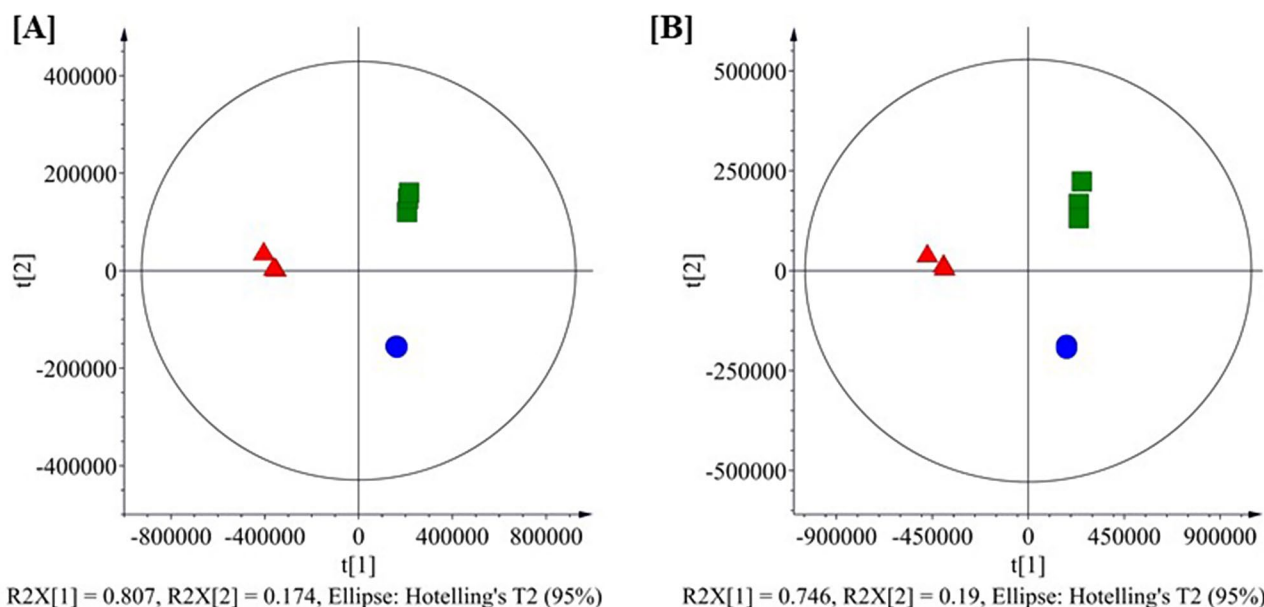 [A]
400000
200000
0
-200000
-400000
t[2]
-800000 -400000 0 400000 800000
t[1]
R2X[1] = 0.807, R2X[2] = 0.174, Ellipse: Hotelling's T2 (95%)
[B]
500000
250000
0
-250000
-500000
t[2]
-900000 -450000 0 450000 900000
t[1]
R2X[1] = 0.746, R2X[2] = 0.19, Ellipse: Hotelling's T2 (95%)